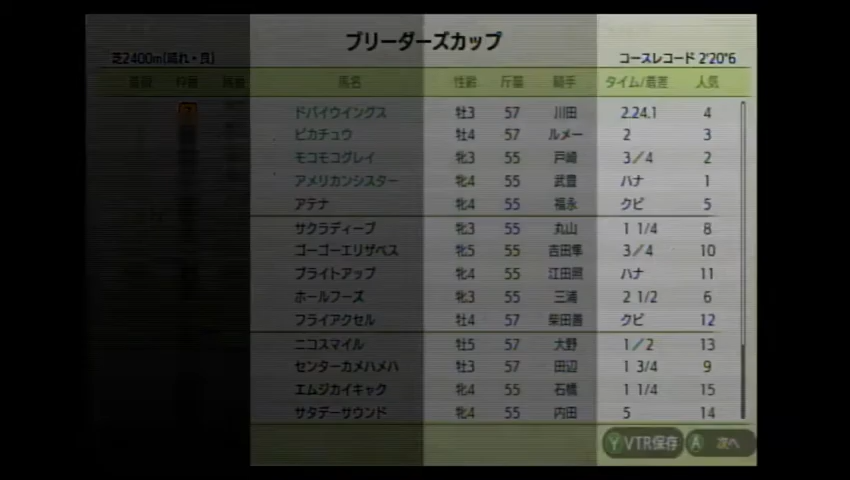 ブリーダーズカップ
芝2400m(晴れ・良) コースレコード 2'20"6
着順 枠番 馬番 馬名 性齢 斤量 騎手 タイム/着差 人気
ドバイウイングス 牡3 57 川田 2.24.1 4
ピカチュウ 牡4 57 ルメー 2 3
モコモコグレイ 牝3 55 戸崎 3/4 2
アメリカンシスター 牝4 55 武豊 ハナ 1
アテナ 牝4 55 福永 クビ 5
サクラディープ 牝3 55 丸山 1 1/4 8
ゴーゴーエリザベス 牝5 55 吉田隼 3/4 10
ブライトアップ 牝4 55 江田照 ハナ 11
ホールフーズ 牝3 55 三浦 2 1/2 6
フライアクセル 牡4 57 柴田善 クビ 12
ニコスマイル 牡5 57 大野 1/2 13
センターカメハメハ 牡3 57 田辺 1 3/4 9
エムジカイキャク 牝4 55 石橋 1 1/4 15
サタデーサウンド 牝4 55 内田 5 14
Y VTR保存 A 次へ